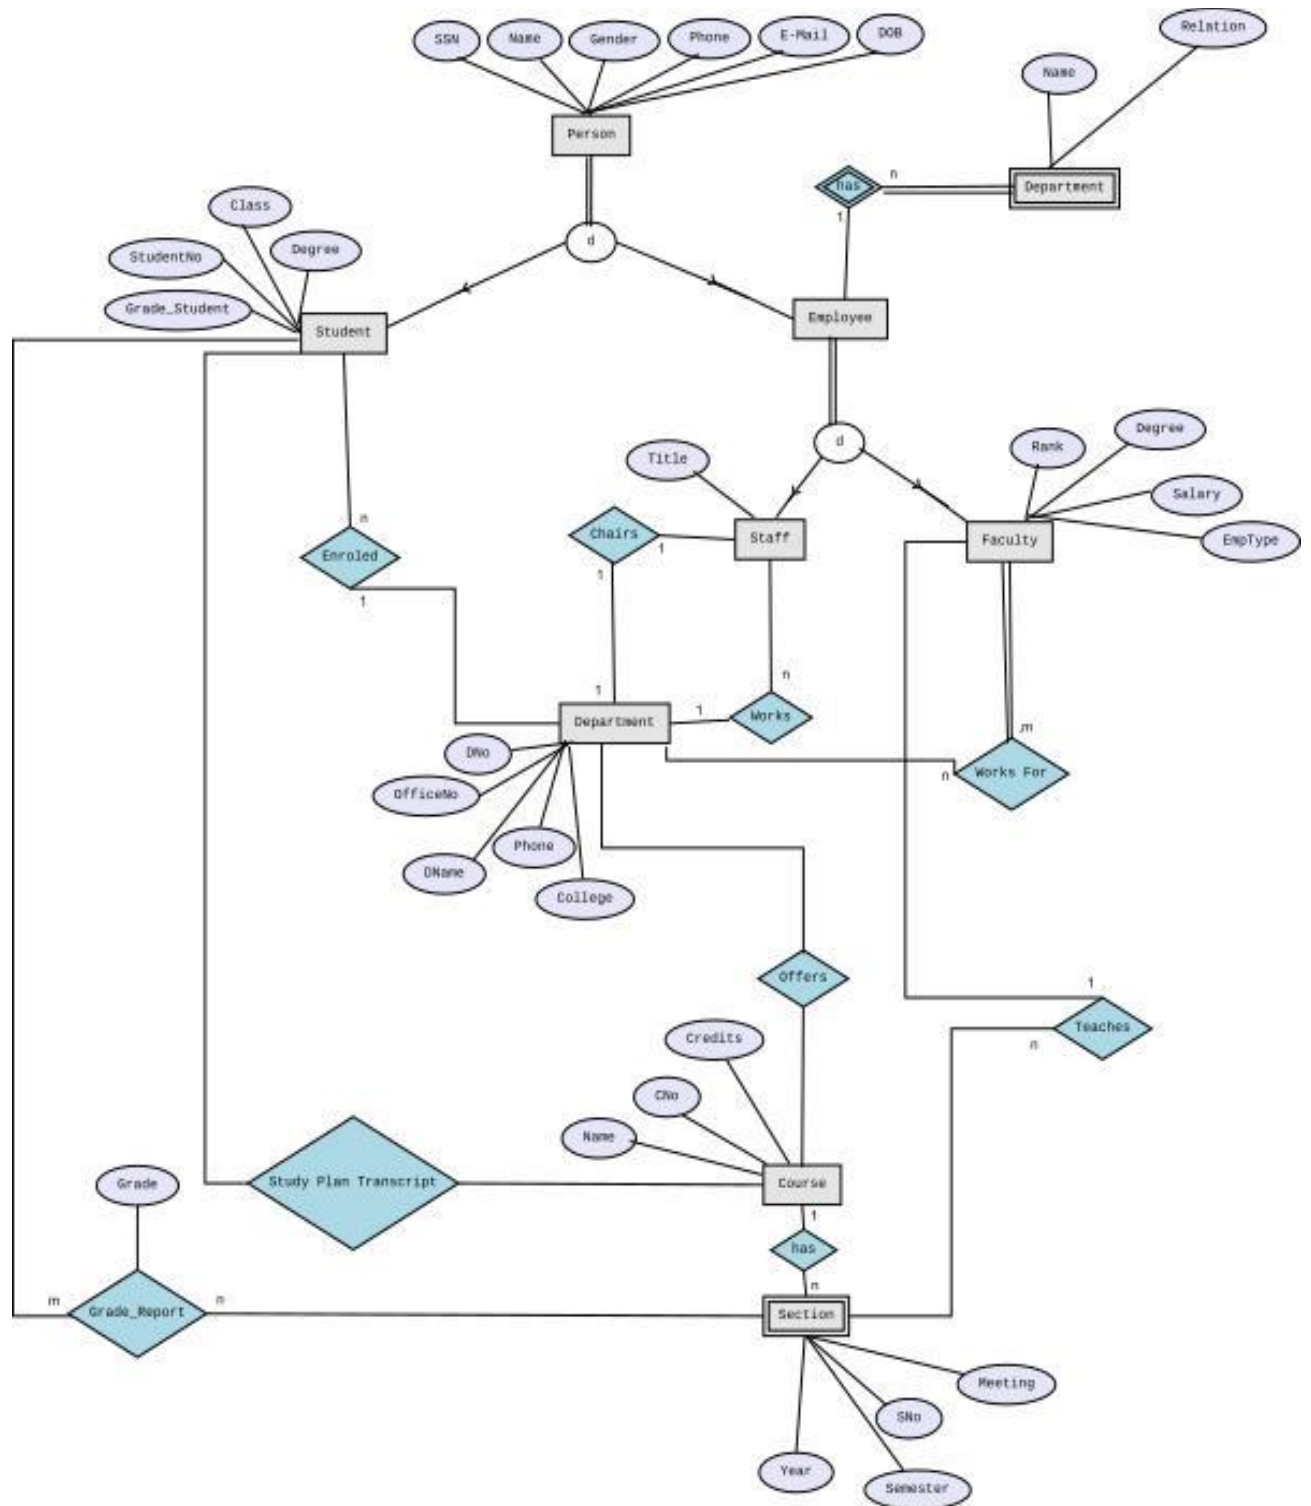 SSN
Name
Gender
Phone
E-Mail
DOB
Relation
Name
Person
has
n
Department
1
Class
Degree
StudentNo
d
Grade_Student
Student
Employee
Title
d
Rank
Degree
Salary
EmpType
n
Chairs
1
Staff
Faculty
Enroled
1
1
n
1
Department
1
Works
m
DNo
n
Works For
OfficeNo
DName
Phone
College
Offers
1
Teaches
n
Credits
CNo
Name
Study Plan Transcript
Course
Grade
1
has
n
m
Grade_Report
n
Section
Meeting
SNo
Year
Semester